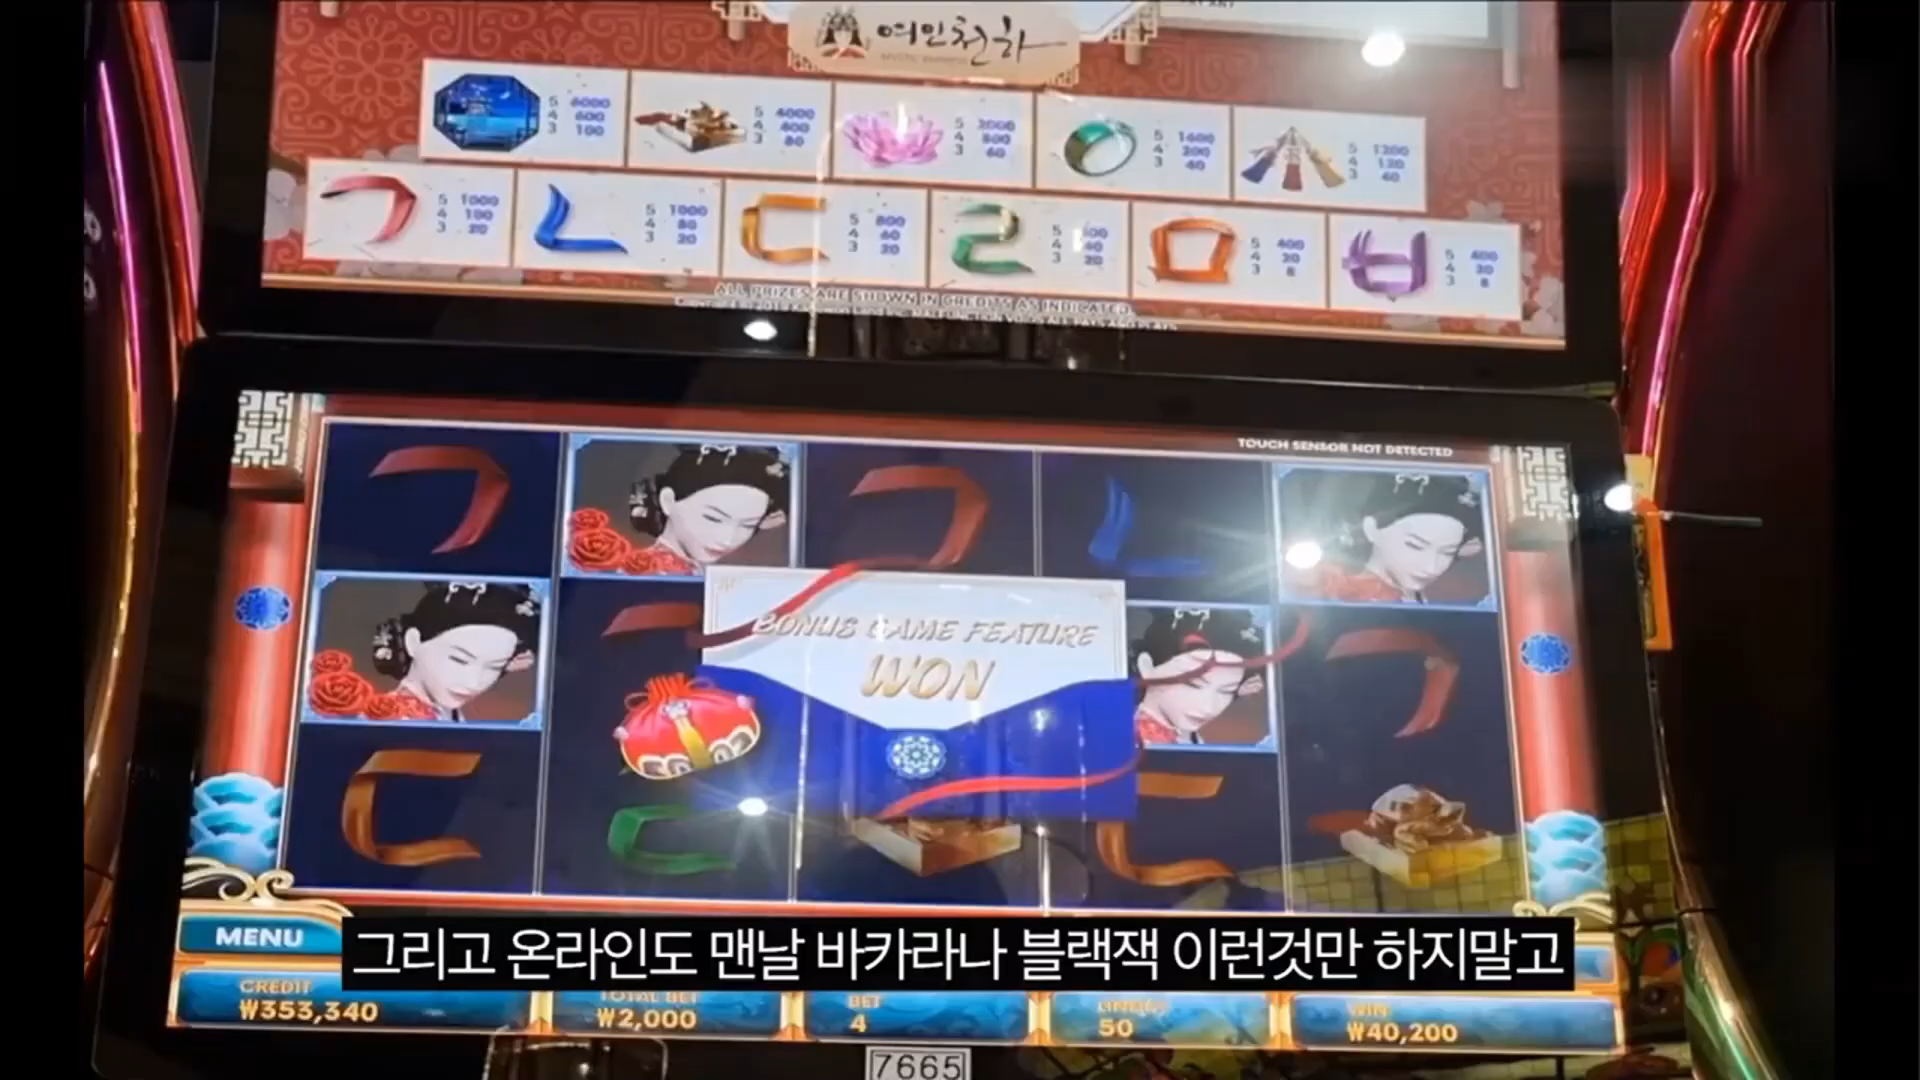 여인천하
5 6000
4 600
3 100
5 4000
4 400
3 80
5 2000
4 800
3 60
5 1600
4 200
3 40
5 1200
4 120
3 40
ㄱ
5 1000
4 100
3 20
ㄴ
5 1000
4 80
3 20
ㄷ
5 800
4 60
3 20
ㄹ
5
4
3 20
ㅁ
5 400
4 30
3 8
ㅂ
5 400
4 30
3 8
ALL PRIZES ARE SHOWN IN CREDITS AS INDICATED.
TOUCH SENSOR NOT DETECTED
BONUS GAME FEATURE
WON
MENU
그리고 온라인도 맨날 바카라나 블랙잭 이런것만 하지말고
CREDIT
₩353,340
TOTAL BET
₩2,000
BET
4
LINES
50
WIN
₩40,200
7665